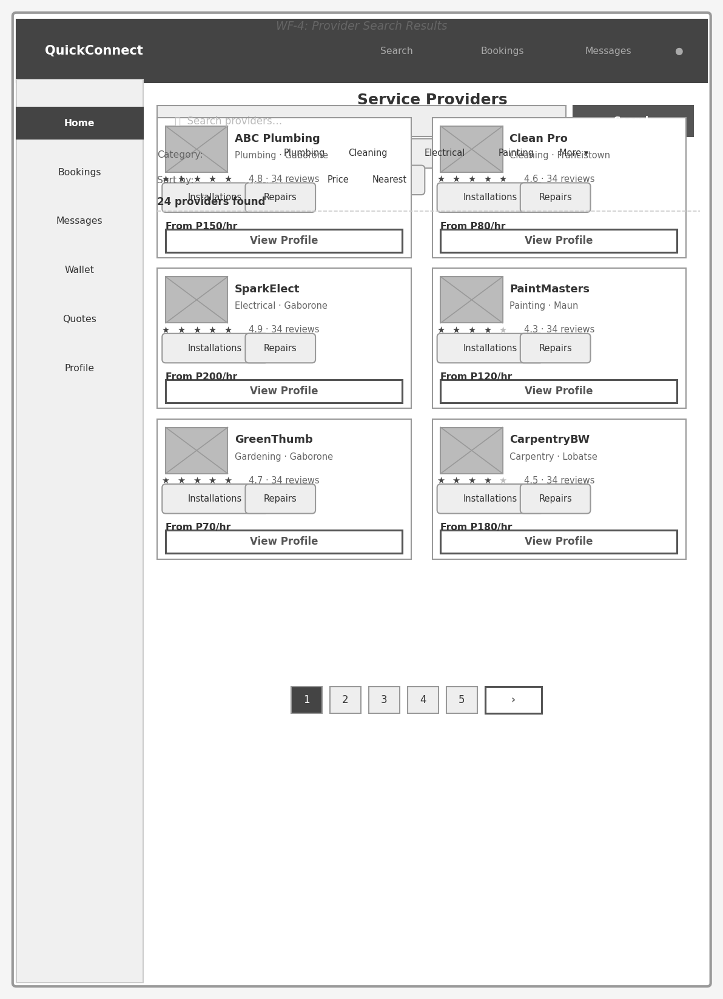 WF-4: Provider Search Results
QuickConnect
Search
Bookings
Messages
Home
Bookings
Messages
Wallet
Quotes
Profile
Service Providers
Search providers...
Category:
Plumbing
Cleaning
Electrical
Painting
More ▾
Sort by:
Price
Nearest
24 providers found
ABC Plumbing
Plumbing · Gaborone
★ ★ ★ ★ ★ 4.8 · 34 reviews
Installations Repairs
From P150/hr
View Profile
Clean Pro
Cleaning · Francistown
★ ★ ★ ★ ★ 4.6 · 34 reviews
Installations Repairs
From P80/hr
View Profile
SparkElect
Electrical · Gaborone
★ ★ ★ ★ ★ 4.9 · 34 reviews
Installations Repairs
From P200/hr
View Profile
PaintMasters
Painting · Maun
★ ★ ★ ★ ★ 4.3 · 34 reviews
Installations Repairs
From P120/hr
View Profile
GreenThumb
Gardening · Gaborone
★ ★ ★ ★ ★ 4.7 · 34 reviews
Installations Repairs
From P70/hr
View Profile
CarpentryBW
Carpentry · Lobatse
★ ★ ★ ★ ★ 4.5 · 34 reviews
Installations Repairs
From P180/hr
View Profile
1 2 3 4 5 ›